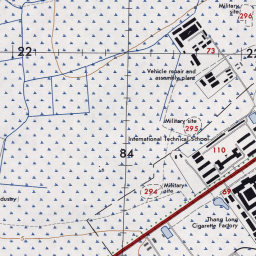 Military
site
296
22
73
Vehicle repair and
assembly plant
Military site
295
International Technical School
110
84
Military
site
294
69
Thang Long
Cigarette Factory